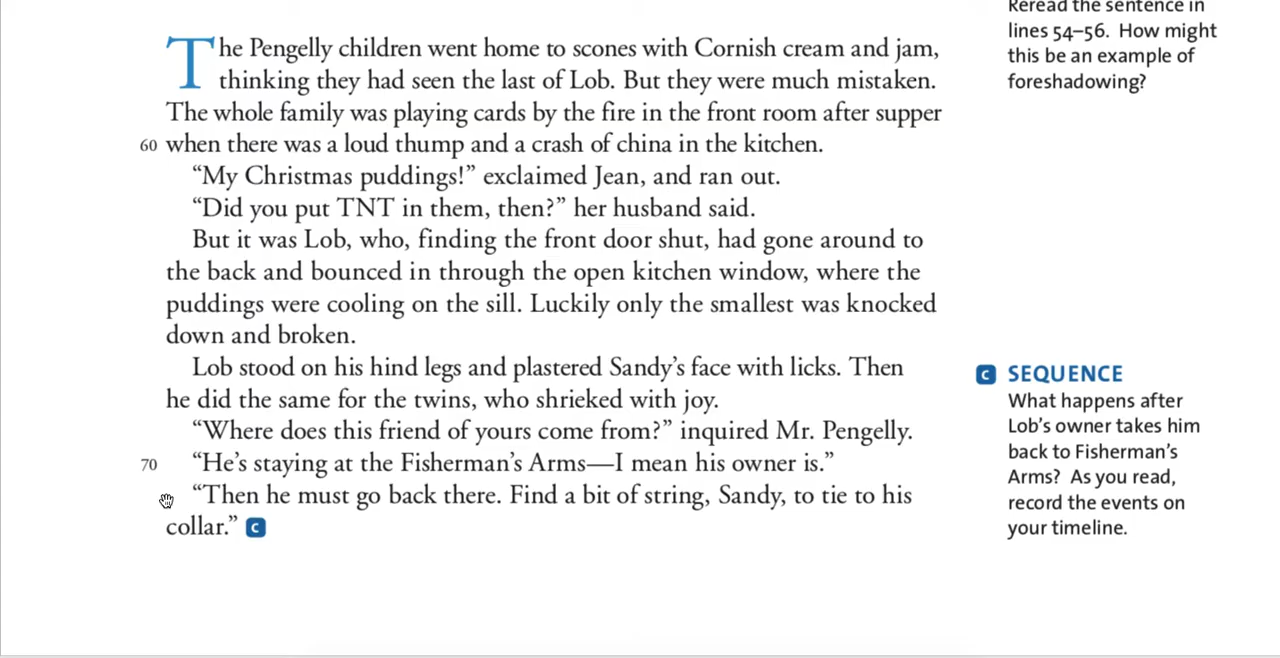 The Pengelly children went home to scones with Cornish cream and jam,
thinking they had seen the last of Lob. But they were much mistaken.
The whole family was playing cards by the fire in the front room after supper
60 when there was a loud thump and a crash of china in the kitchen.
“My Christmas puddings!” exclaimed Jean, and ran out.
“Did you put TNT in them, then?” her husband said.
But it was Lob, who, finding the front door shut, had gone around to
the back and bounced in through the open kitchen window, where the
puddings were cooling on the sill. Luckily only the smallest was knocked
down and broken.
Lob stood on his hind legs and plastered Sandy’s face with licks. Then
he did the same for the twins, who shrieked with joy.
“Where does this friend of yours come from?” inquired Mr. Pengelly.
70 “He’s staying at the Fisherman’s Arms—I mean his owner is.”
“Then he must go back there. Find a bit of string, Sandy, to tie to his
collar.” C
Reread the sentence in
lines 54–56. How might
this be an example of
foreshadowing?
C SEQUENCE
What happens after
Lob’s owner takes him
back to Fisherman’s
Arms? As you read,
record the events on
your timeline.